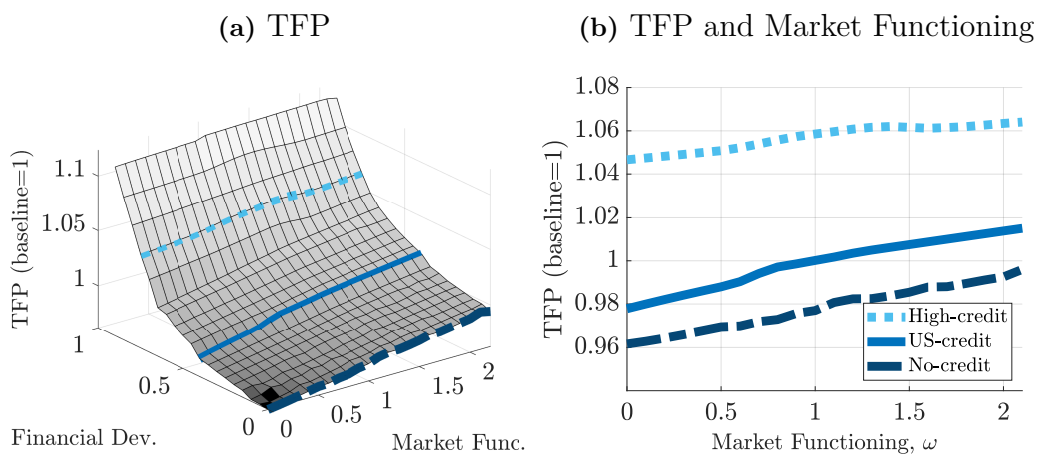 (a) TFP
TFP (baseline=1)
1.1
1.05
1
1
0.5
0
0
0.5
1
1.5
2
Financial Dev.
Market Func.
(b) TFP and Market Functioning
TFP (baseline=1)
1.08
1.06
1.04
1.02
1
0.98
0.96
0
0.5
1
1.5
2
Market Functioning, ω
High-credit
US-credit
No-credit